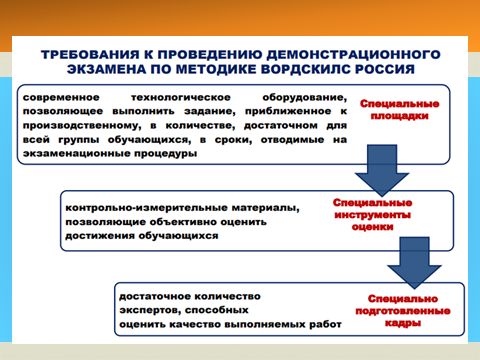 ТРЕБОВАНИЯ К ПРОВЕДЕНИЮ ДЕМОНСТРАЦИОННОГО
ЭКЗАМЕНА ПО МЕТОДИКЕ ВОРДСКИЛС РОССИЯ
современное технологическое оборудование,
позволяющее выполнить задание, приближенное к
производственному, в количестве, достаточном для
всей группы обучающихся, в сроки, отводимые на
экзаменационные процедуры
Специальные
площадки
контрольно-измерительные материалы,
позволяющие объективно оценить
достижения обучающихся
Специальные
инструменты
оценки
достаточное количество
экспертов, способных
оценить качество выполняемых работ
Специально
подготовленные
кадры